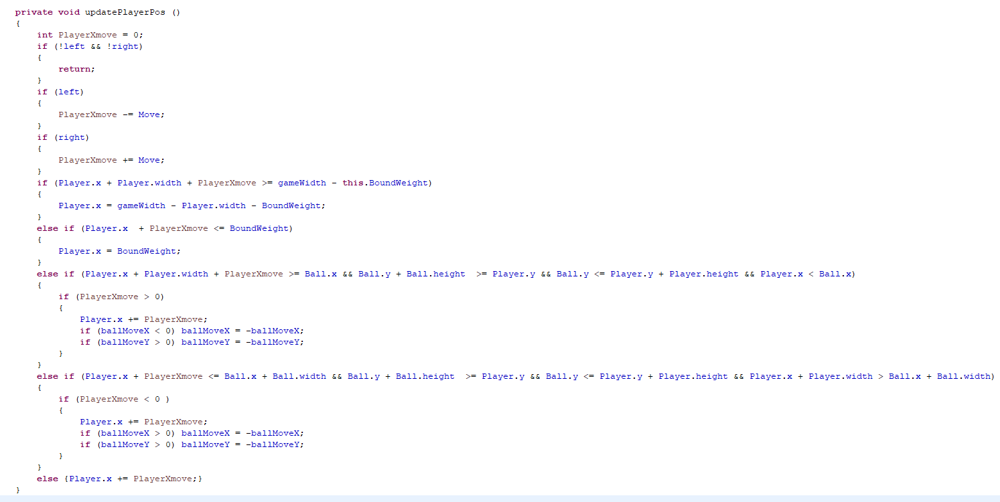 private void updatePlayerPos ()
{
    int PlayerXmove = 0;
    if (!left && !right)
    {
        return;
    }
    if (left)
    {
        PlayerXmove -= Move;
    }
    if (right)
    {
        PlayerXmove += Move;
    }
    if (Player.x + Player.width + PlayerXmove >= gameWidth - this.BoundWeight)
    {
        Player.x = gameWidth - Player.width - BoundWeight;
    }
    else if (Player.x  + PlayerXmove <= BoundWeight)
    {
        Player.x = BoundWeight;
    }
    else if (Player.x + Player.width + PlayerXmove >= Ball.x && Ball.y + Ball.height  >= Player.y && Ball.y <= Player.y + Player.height && Player.x < Ball.x)
    {
        if (PlayerXmove > 0)
        {
            Player.x += PlayerXmove;
            if (ballMoveX < 0) ballMoveX = -ballMoveX;
            if (ballMoveY > 0) ballMoveY = -ballMoveY;
        }
    }
    else if (Player.x + PlayerXmove <= Ball.x + Ball.width && Ball.y + Ball.height  >= Player.y && Ball.y <= Player.y + Player.height && Player.x + Player.width > Ball.x + Ball.width)
    {
        if (PlayerXmove < 0 )
        {
            Player.x += PlayerXmove;
            if (ballMoveX > 0) ballMoveX = -ballMoveX;
            if (ballMoveY > 0) ballMoveY = -ballMoveY;
        }
    }
    else {Player.x += PlayerXmove;}
}